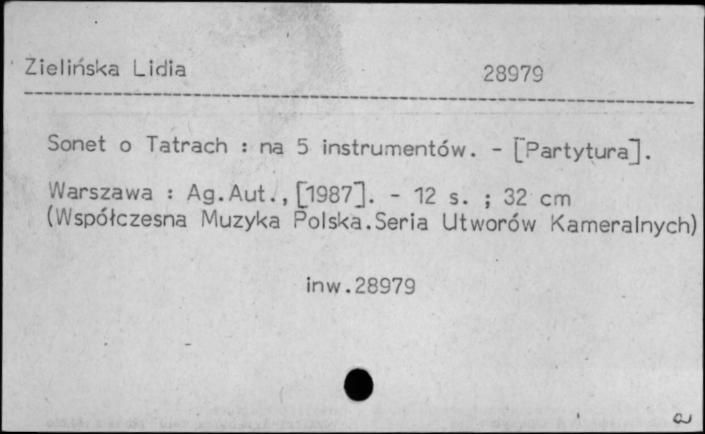 Zielińska Lidia 28979
Sonet o Tatrach : na 5 instrumentów. - [Partytura].
Warszawa : Ag.Aut., [1987]. - 12 s. ; 32 cm
(Współczesna Muzyka Polska.Seria Utworów Kameralnych)
inw.28979